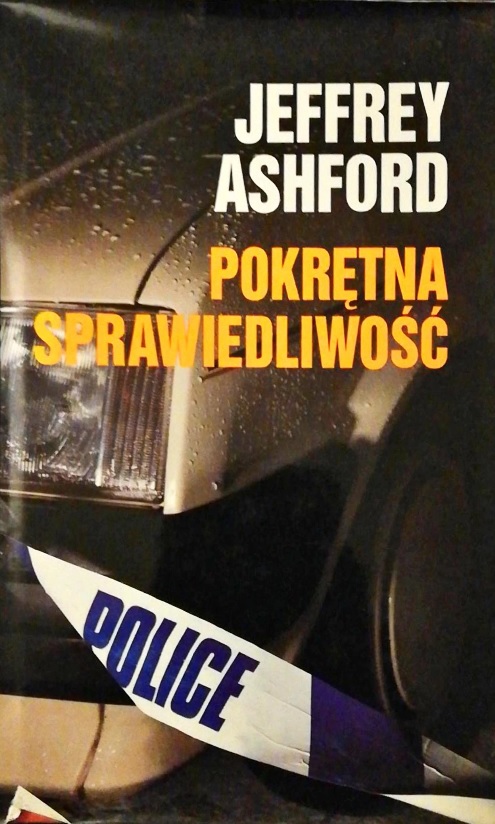 JEFFREY
ASHFORD
POKRĘTNA
SPRAWIEDLIWOŚĆ
POLICE